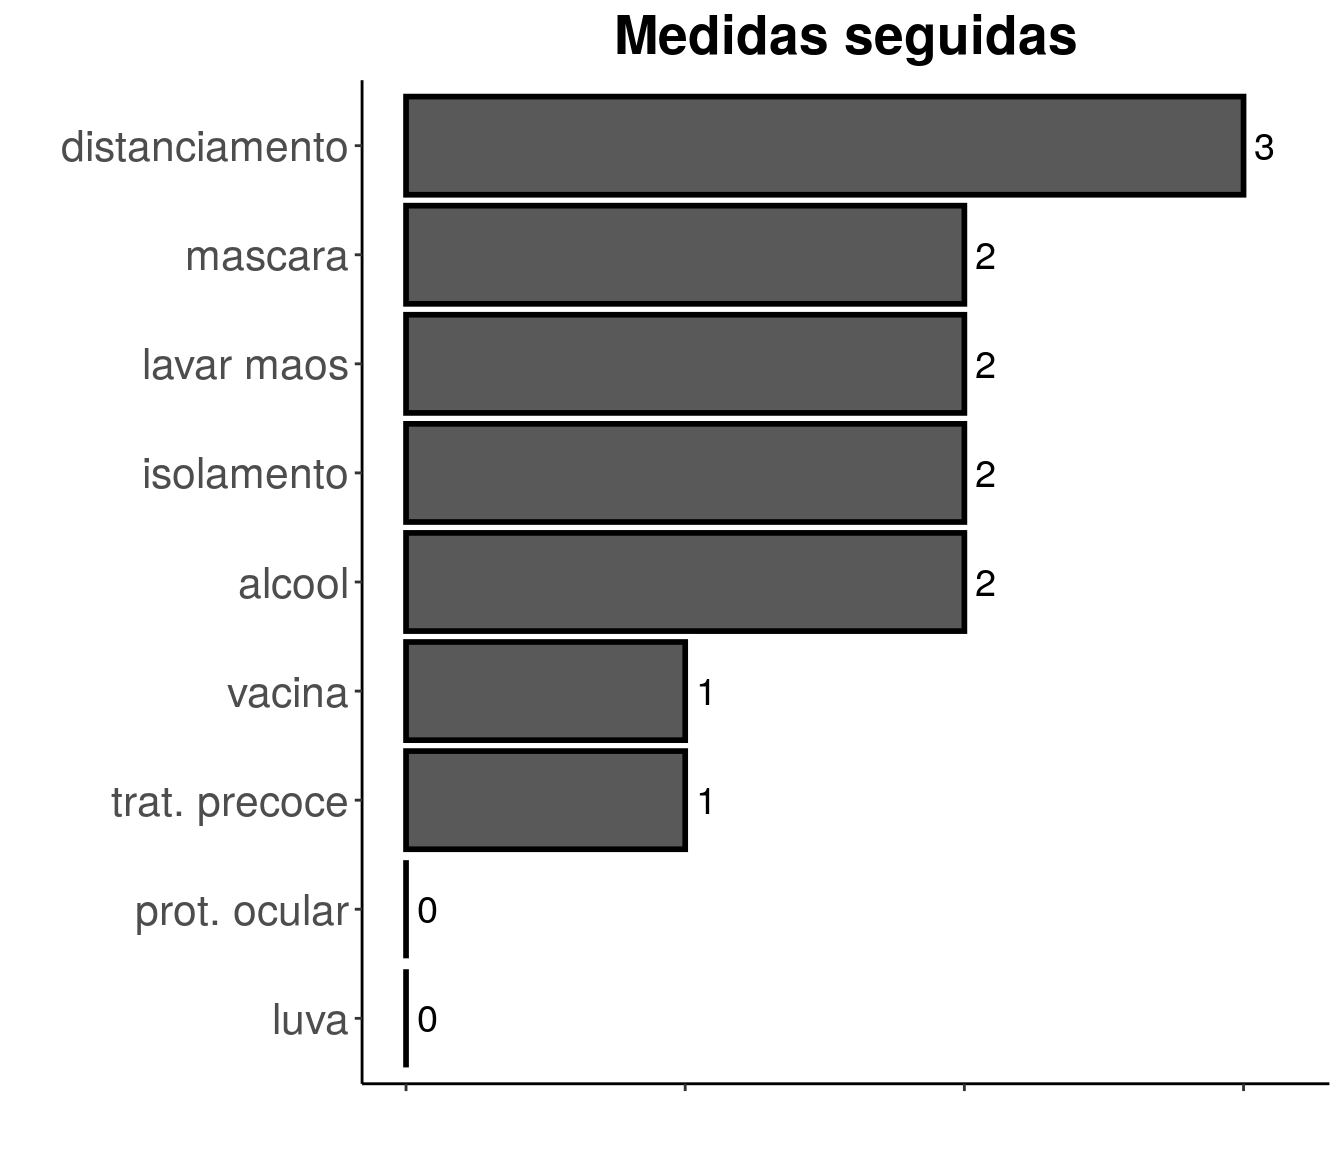 Medidas seguidas
distanciamento 3
mascara 2
lavar maos 2
isolamento 2
alcool 2
vacina 1
trat. precoce 1
prot. ocular 0
luva 0